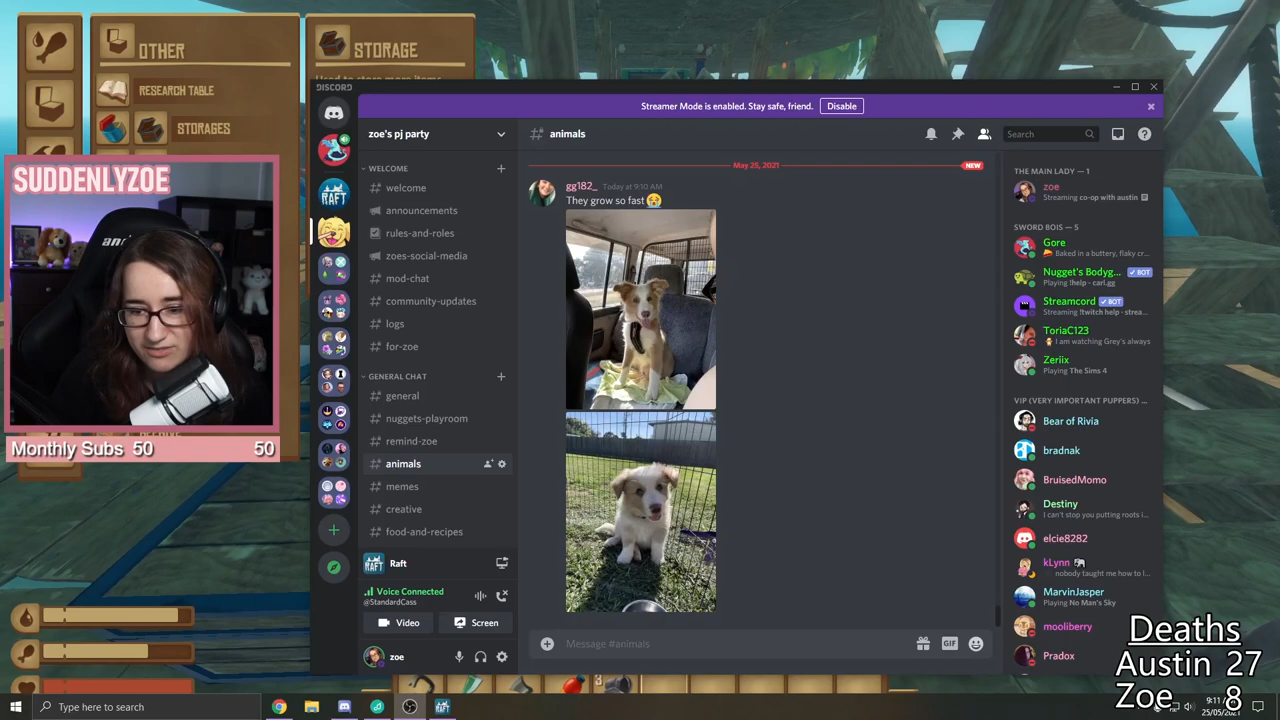 OTHER
STORAGE
RESEARCH TABLE
STORAGES
SUDDENLYZOE
Monthly Subs 50
50
DISCORD
Streamer Mode is enabled. Stay safe, friend.
Disable
zoe's pj party
animals
Search
WELCOME
welcome
announcements
rules-and-roles
zoes-social-media
mod-chat
community-updates
logs
for-zoe
GENERAL CHAT
general
nuggets-playroom
remind-zoe
animals
memes
creative
food-and-recipes
Raft
Voice Connected
@StandardCass
Video
Screen
zoe
May 25, 2021
NEW
gg182_ Today at 9:10 AM
They grow so fast 😭
Message #animals
GIF
THE MAIN LADY — 1
zoe
Streaming co-op with austin
SWORD BOIS — 5
Gore
Baked in a buttery, flaky cr...
Nugget's Bodyg... BOT
Playing !help - carl.gg
Streamcord BOT
Streaming !twitch help - strea...
ToriaC123
I am watching Grey's always
Zeriix
Playing The Sims 4
VIP (VERY IMPORTANT PUPPERS) ...
Bear of Rivia
bradnak
BruisedMomo
Destiny
I can't stop you putting roots i...
elcie8282
kLynn
nobody taught me how to l...
MarvinJasper
Playing No Man's Sky
mooliberry
Pradox
Deaths
Austin 27
Zoe 8
Type here to search
9:11
25/05/2021